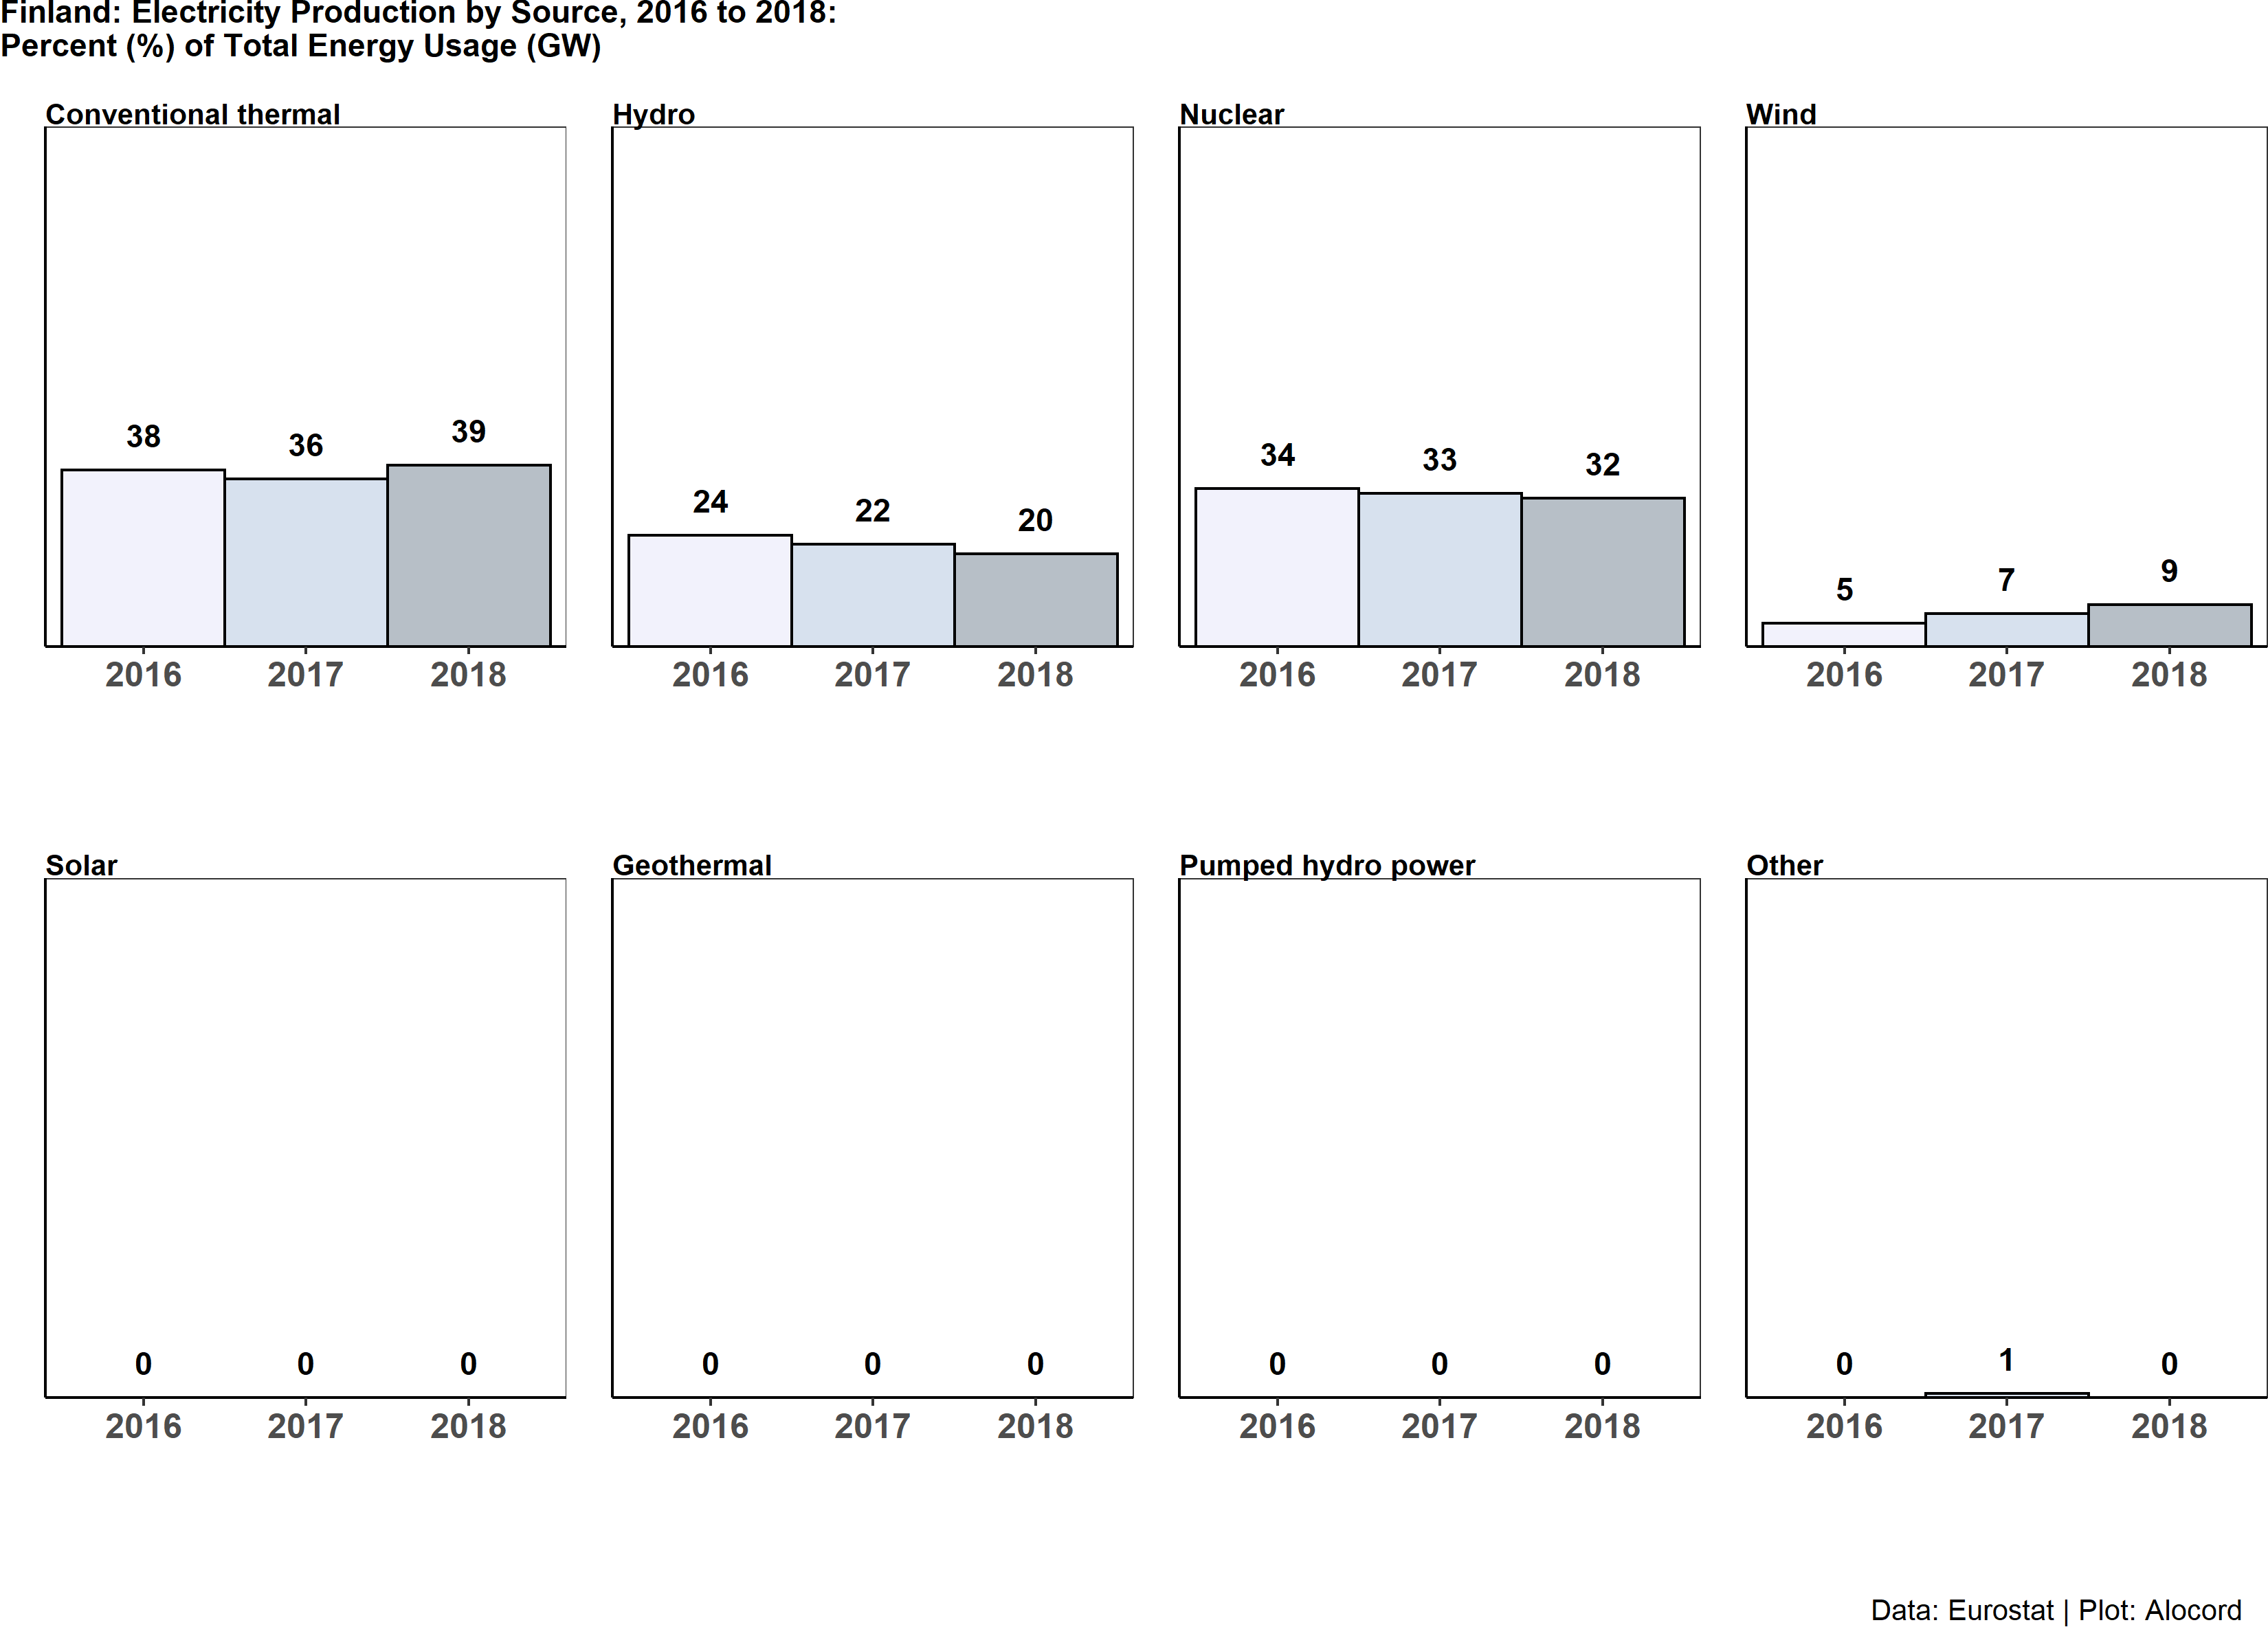 Finland: Electricity Production by Source, 2016 to 2018:
Percent (%) of Total Energy Usage (GW)
Conventional thermal
38
36
39
2016 2017 2018
Hydro
24
22
20
2016 2017 2018
Nuclear
34
33
32
2016 2017 2018
Wind
5
7
9
2016 2017 2018
Solar
0 0 0
2016 2017 2018
Geothermal
0 0 0
2016 2017 2018
Pumped hydro power
0 0 0
2016 2017 2018
Other
0 1 0
2016 2017 2018
Data: Eurostat | Plot: Alocord